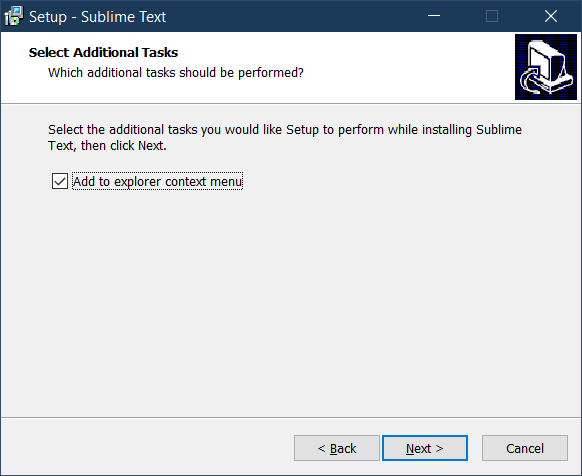 Setup - Sublime Text
Select Additional Tasks
Which additional tasks should be performed?
Select the additional tasks you would like Setup to perform while installing Sublime
Text, then click Next.
Add to explorer context menu
< Back
Next >
Cancel